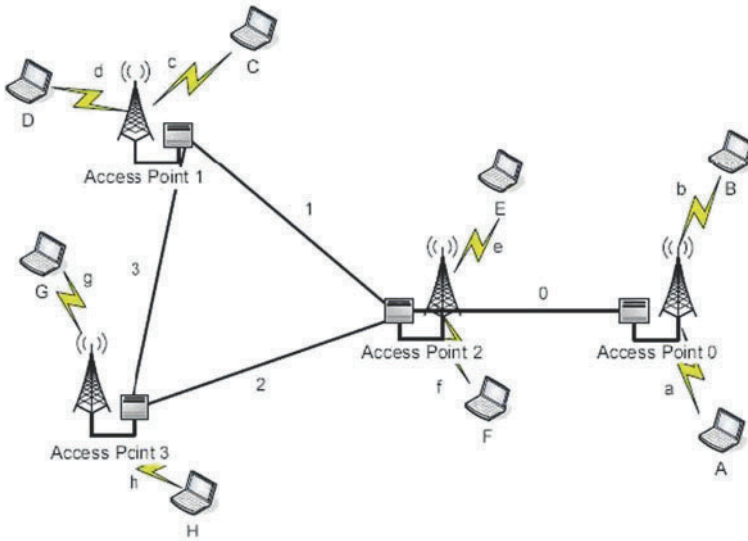 c
C
d
D
Access Point 1
b
B
E
e
1
3
g
G
0
Access Point 2
Access Point 0
2
f
F
a
A
Access Pcint 3
h
H